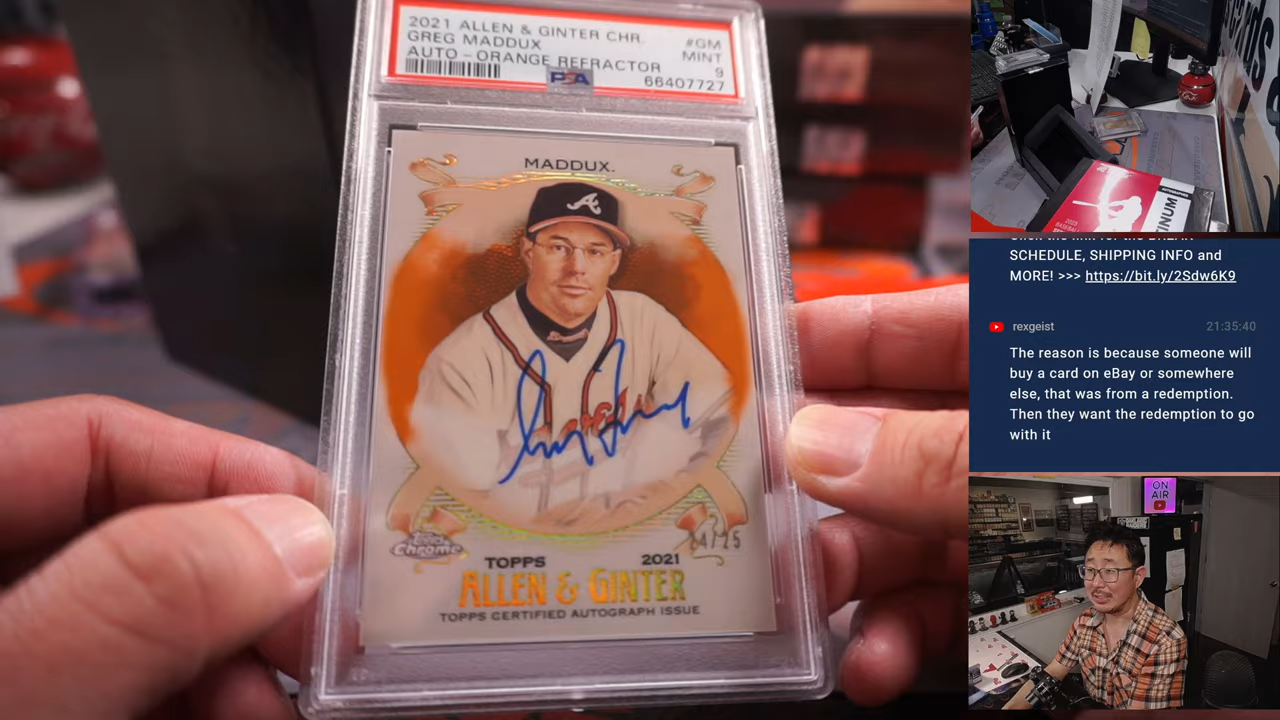 2021 ALLEN & GINTER CHR. #GM
GREG MADDUX MINT
AUTO - ORANGE REFRACTOR 9
PSA 66407727
MADDUX.
A
Topps
Chrome
TOPPS 2021
ALLEN & GINTER
TOPPS CERTIFIED AUTOGRAPH ISSUE
SCHEDULE, SHIPPING INFO and
MORE! >>> https://bit.ly/2Sdw6K9
rexgeist 21:35:40
The reason is because someone will
buy a card on eBay or somewhere
else, that was from a redemption.
Then they want the redemption to go
with it
ON
AIR